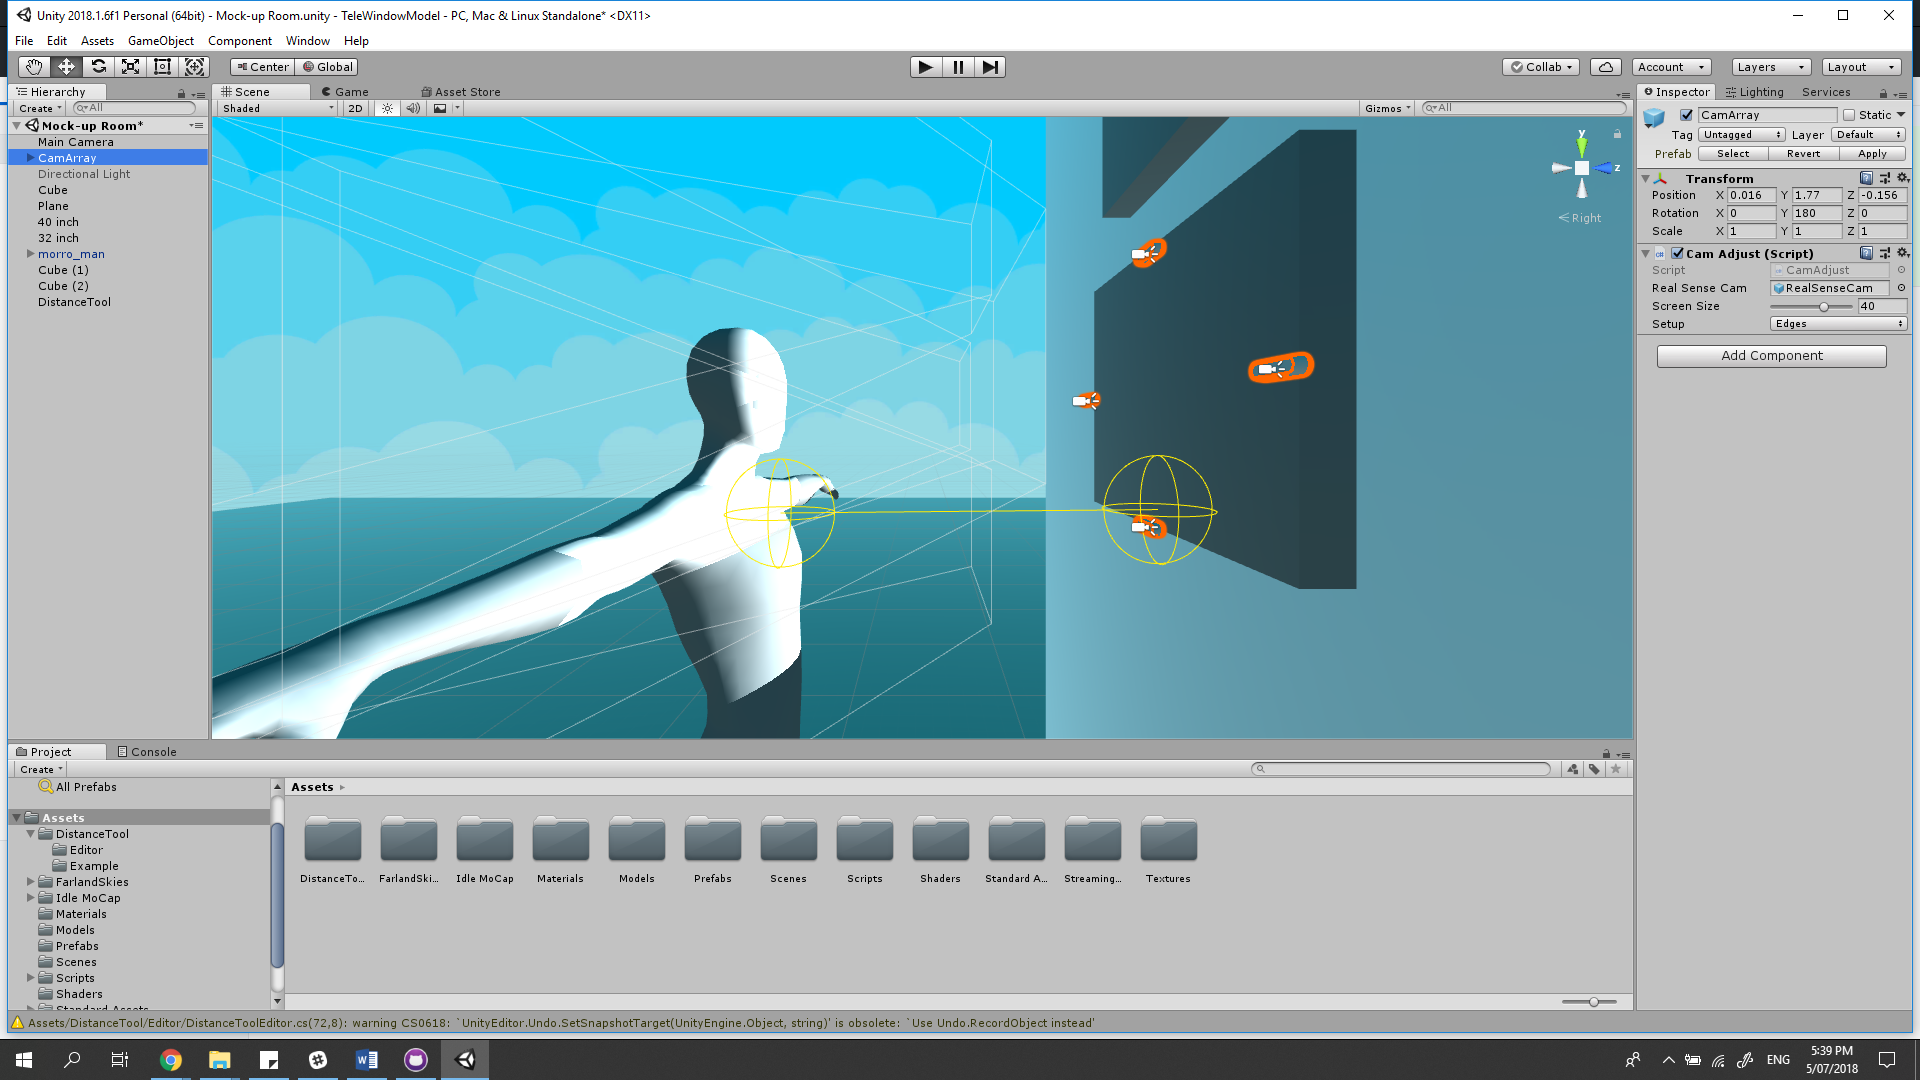 Unity 2018.1.6f1 Personal (64bit) - Mock-up Room.unity - TeleWindowModel - PC, Mac & Linux Standalone* <DX11>
File Edit Assets GameObject Component Window Help
Center Global Collab Account Layers Layout
Hierarchy
Create All
Mock-up Room*
Main Camera
CamArray
Directional Light
Cube
Plane
40 inch
32 inch
morro_man
Cube (1)
Cube (2)
DistanceTool
Scene Game Asset Store
Shaded 2D Gizmos All
y
z
Right
Inspector Lighting Services
CamArray Static
Tag Untagged Layer Default
Prefab Select Revert Apply
Transform
Position X 0.016 Y 1.77 Z -0.156
Rotation X 0 Y 180 Z 0
Scale X 1 Y 1 Z 1
Cam Adjust (Script)
Script CamAdjust
Real Sense Cam RealSenseCam
Screen Size 40
Setup Edges
Add Component
Project Console
Create
All Prefabs
Assets
DistanceTool
Editor
Example
FarlandSkies
Idle MoCap
Materials
Models
Prefabs
Scenes
Scripts
Shaders
Standard Assets
Assets
DistanceTo... FarlandSki... Idle MoCap Materials Models Prefabs Scenes Scripts Shaders Standard A... Streaming... Textures
Assets/DistanceTool/Editor/DistanceToolEditor.cs(72,8): warning CS0618: `UnityEditor.Undo.SetSnapshotTarget(UnityEngine.Object, string)' is obsolete: `Use Undo.RecordObject instead'
ENG
5:39 PM
5/07/2018